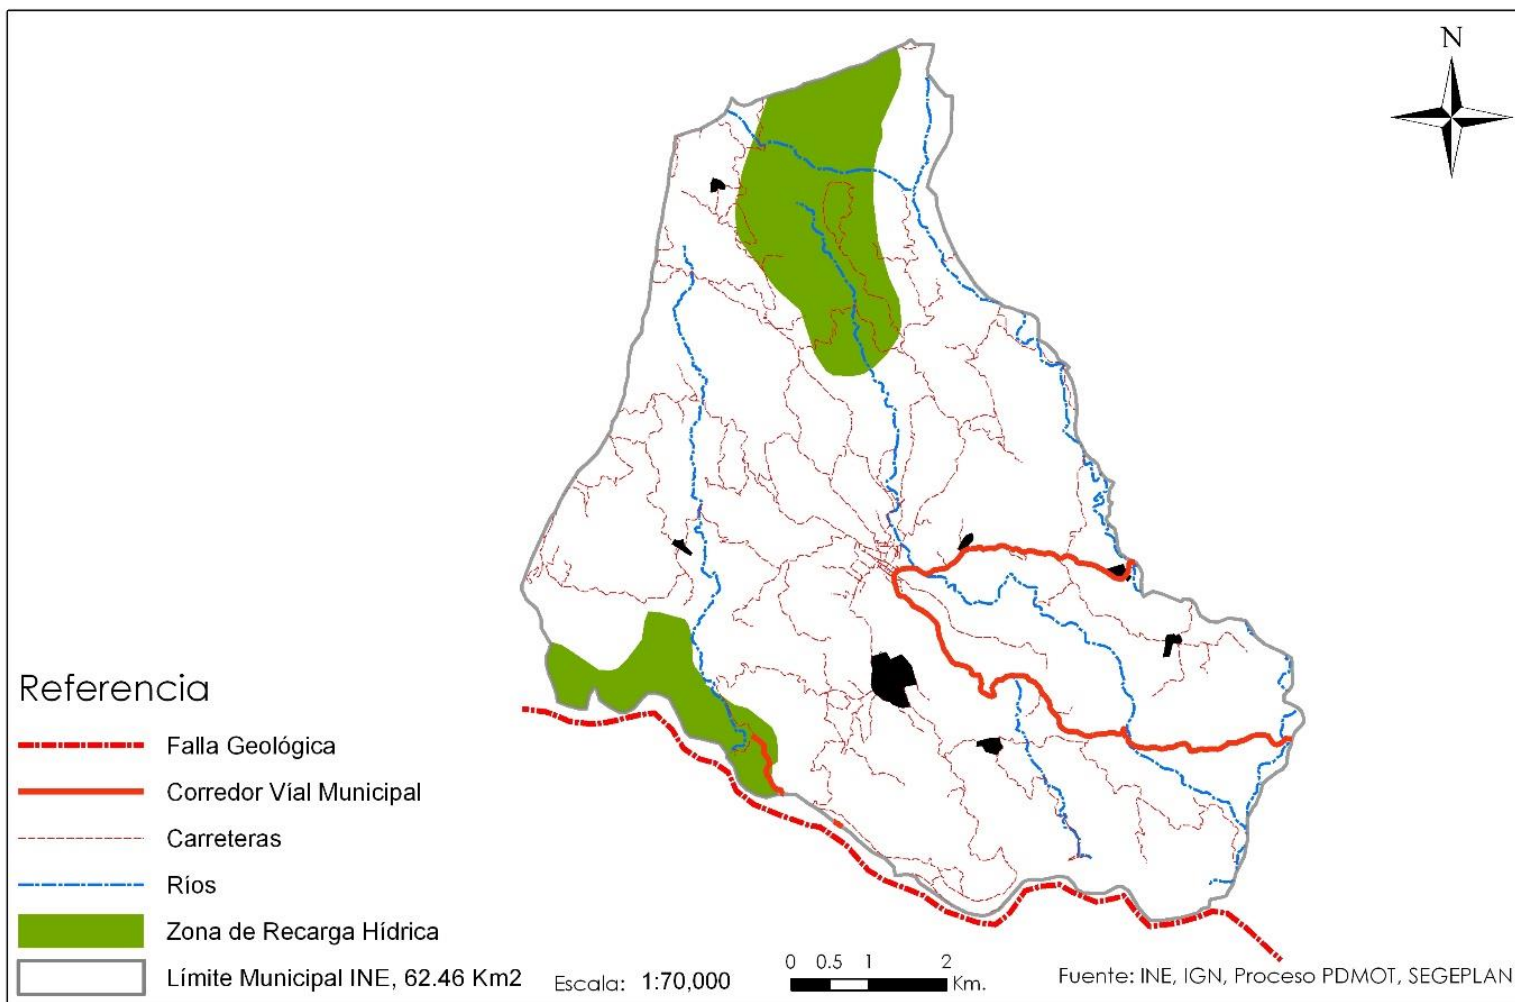 N
Referencia
Falla Geológica
Corredor Víal Municipal
Carreteras
Ríos
Zona de Recarga Hídrica
Límite Municipal INE, 62.46 Km2
Escala: 1:70,000
0 0.5 1 2
Km.
Fuente: INE, IGN, Proceso PDMOT, SEGEPLAN